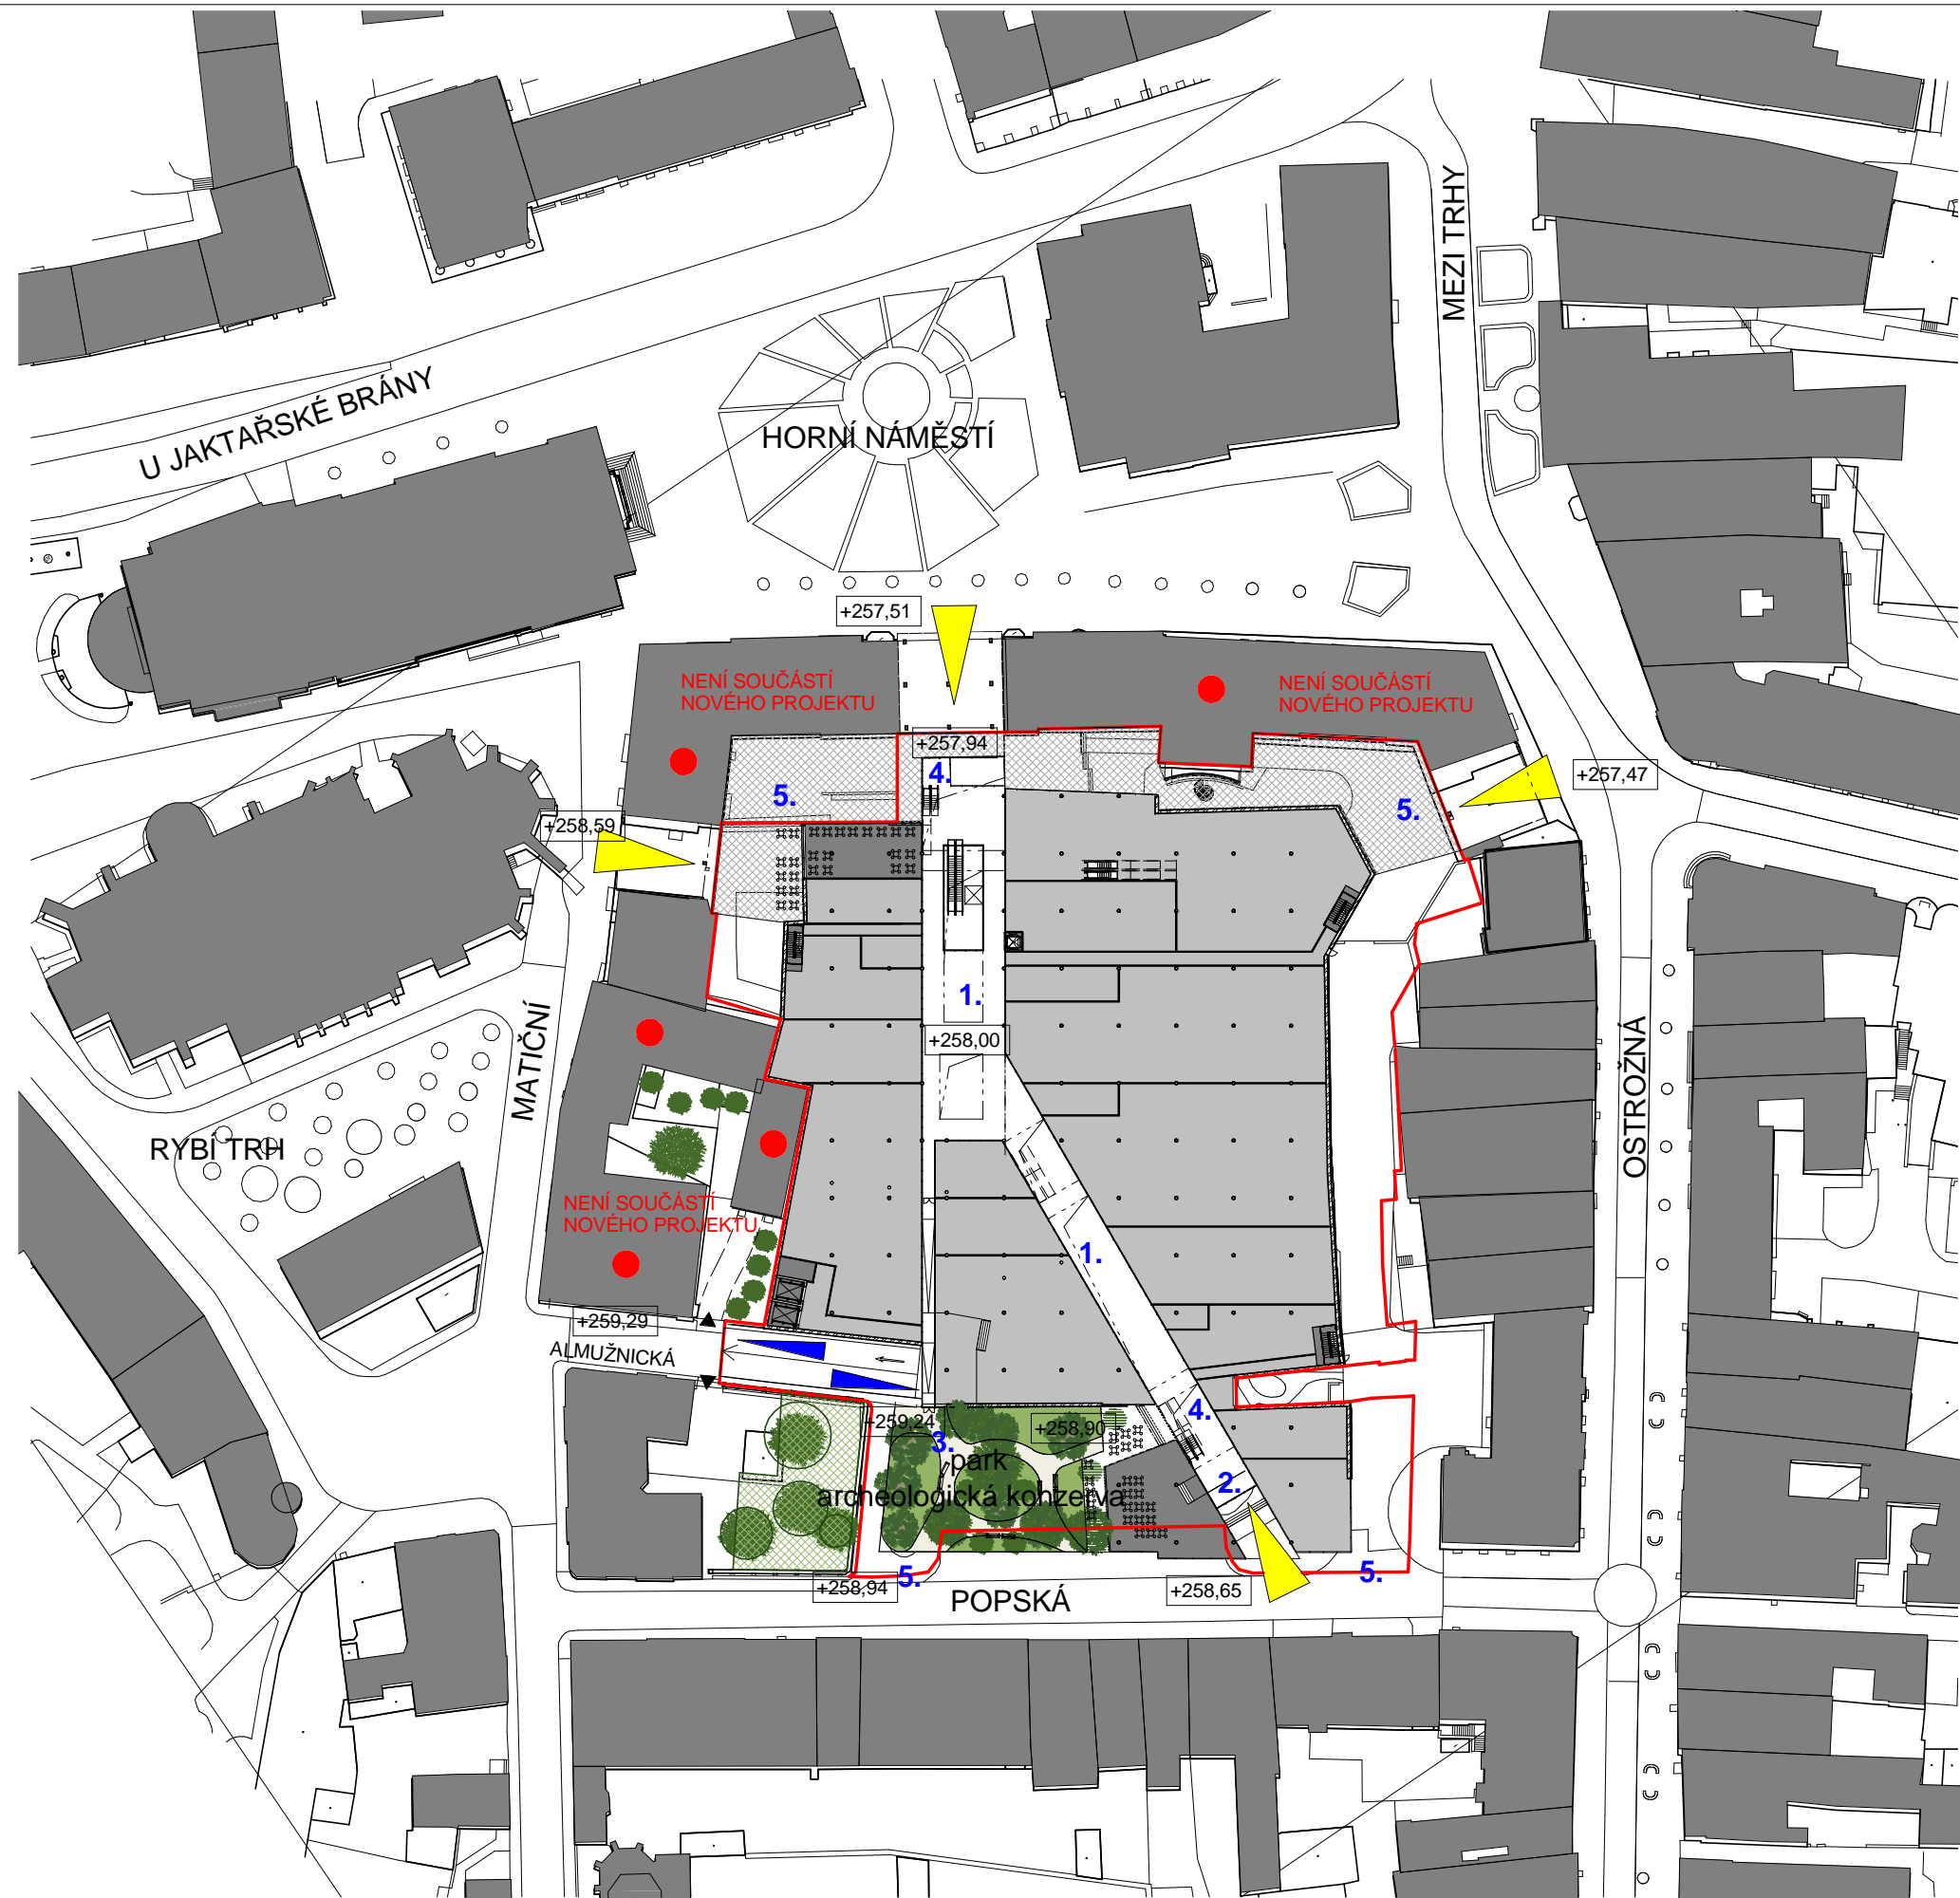 MEZI TRHY
U JAKTAŘSKÉ BRÁNY
HORNÍ NÁMĚSTÍ
+257,51
NENÍ SOUČÁSTÍ
NOVÉHO PROJEKTU
NENÍ SOUČÁSTÍ
NOVÉHO PROJEKTU
+257,94
4.
+257,47
5.
5.
+258,59
1.
+258,00
MATIČNÍ
OSTROŽNÁ
RYBÍ TRH
NENÍ SOUČÁSTÍ
NOVÉHO PROJEKTU
1.
+259,29
ALMUŽNICKÁ
4.
+259,24
+258,90
3.
park
2.
archeologická konzerva
5.
5.
+258,94
+258,65
POPSKÁ